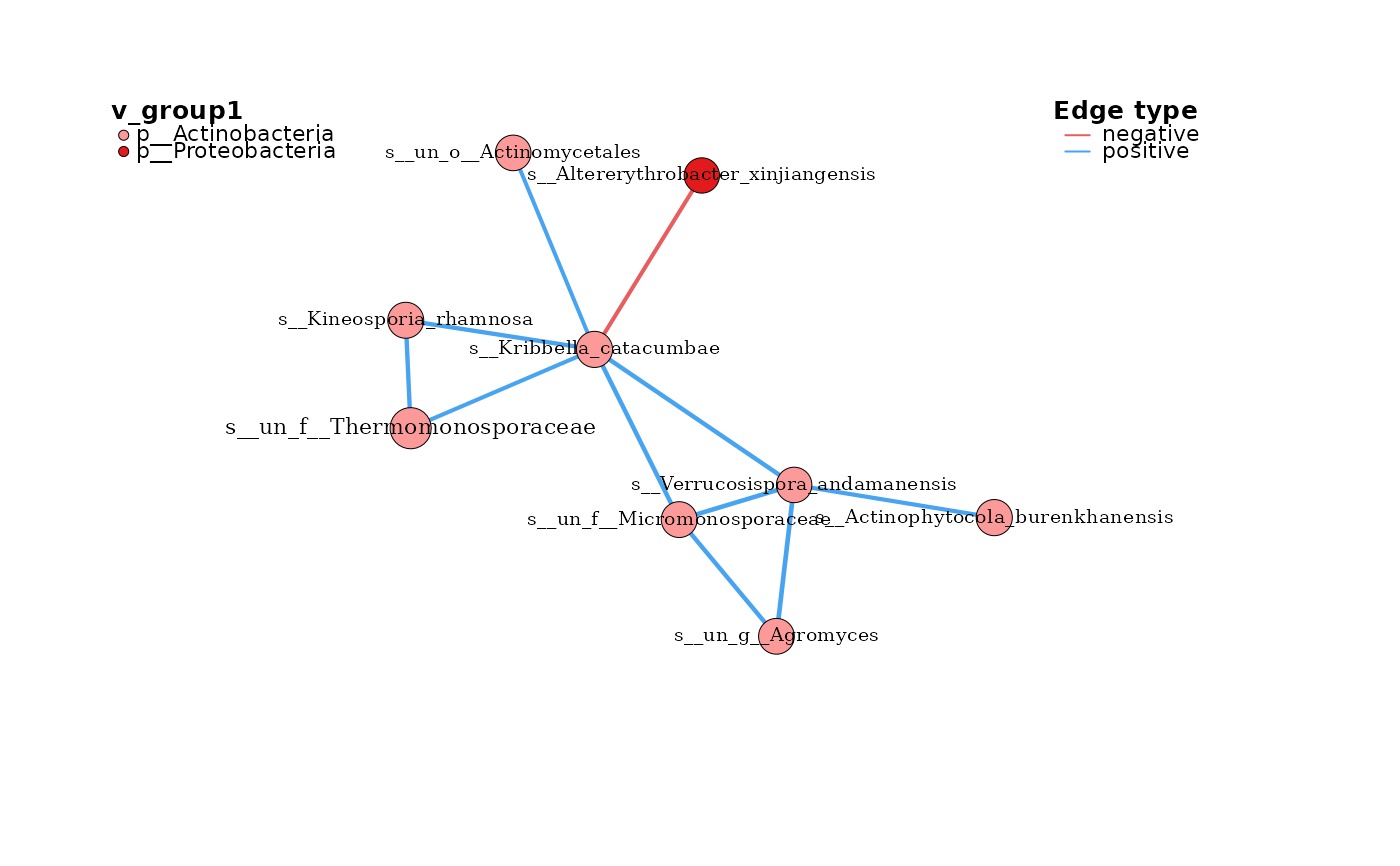 v_group1
p__Actinobacteria
p__Proteobacteria
Edge type
negative
positive
s__un_o__Actinomycetales
s__Altererythrobacter_xinjiangensis
s__Kineosporia_rhamnosa
s__Kribbella_catacumbae
s__un_f__Thermomonosporaceae
s__Verrucosispora_andamanensis
s__un_f__Micromonosporaceae
s__Actinophytocola_burenkhanensis
s__un_g__Agromyces